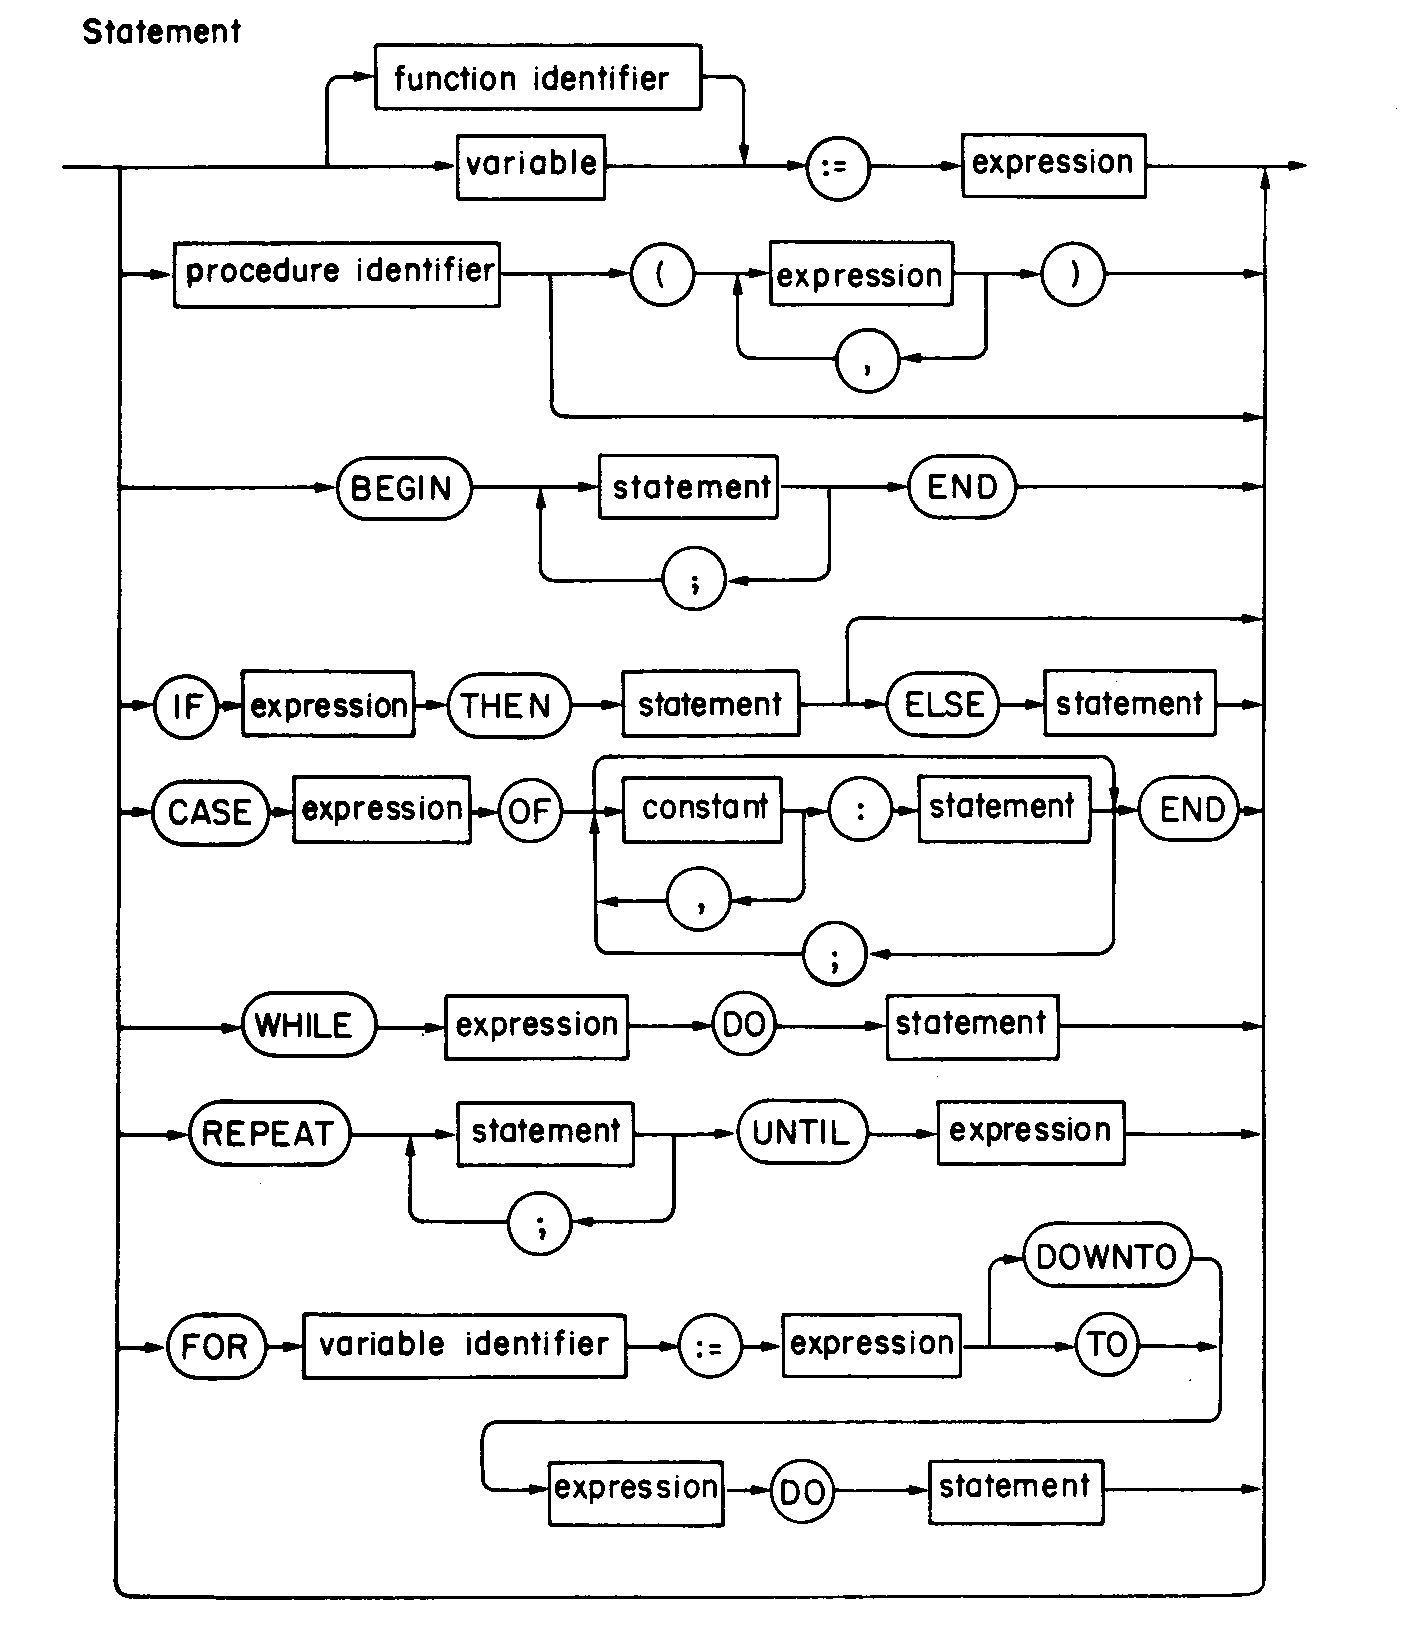 Statement
function identifier
variable := expression
procedure identifier ( expression )
,
BEGIN statement END
;
IF expression THEN statement ELSE statement
CASE expression OF constant : statement END
,
;
WHILE expression DO statement
REPEAT statement UNTIL expression
;
DOWNTO
FOR variable identifier := expression TO
expression DO statement